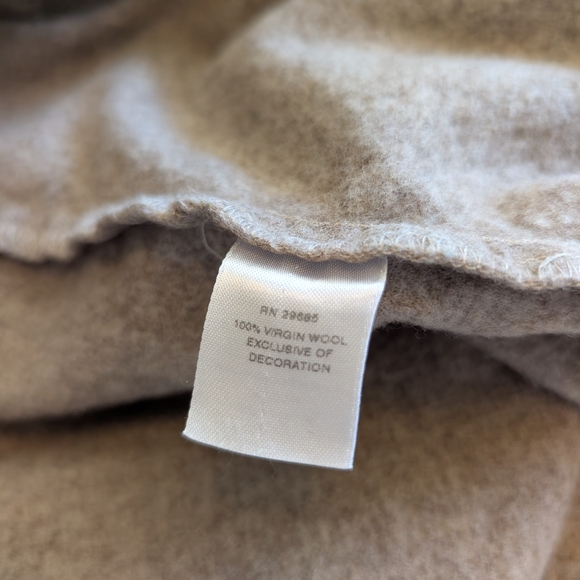 RN 29685
100% VIRGIN WOOL
EXCLUSIVE OF
DECORATION